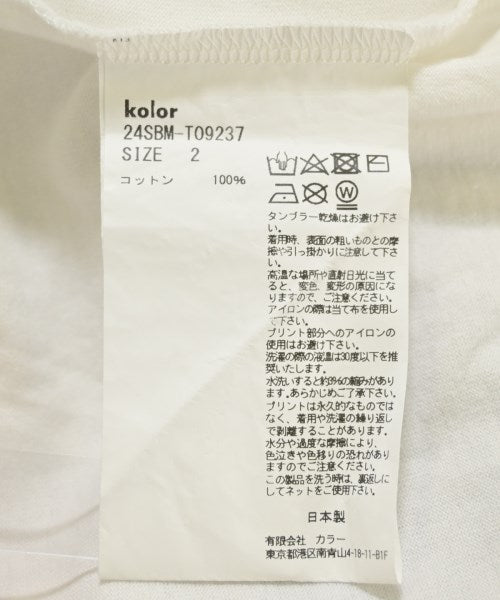 kolor
24SBM-T09237
SIZE 2
コットン 100%
タンブラー乾燥はお避け下さ
い。
着用時、表面の粗いものとの摩
擦や引っ掛かりに注意して下さ
い。
高温な場所や直射日光に当て
ると、変色、変形の原因にな
りますので、ご注意ください。
アイロンの際は当て布を使用し
て下さい。
プリント部分へのアイロンの
使用はお避け下さい。
洗濯の際の液温は30度以下を推
奨いたします。
水洗いすると約3%の縮みがあり
ます。あらかじめご了承下さい。
プリントは永久的なものでは
なく、着用や洗濯の繰り返し
で剥離することがあります。
水分や過度な摩擦により、
色泣きや色移りの恐れがあり
ますのでご注意ください。
この製品を洗う時は、裏返しに
してネットをご使用下さい。
日本製
有限会社 カラー
東京都港区南青山4-18-11-B1F